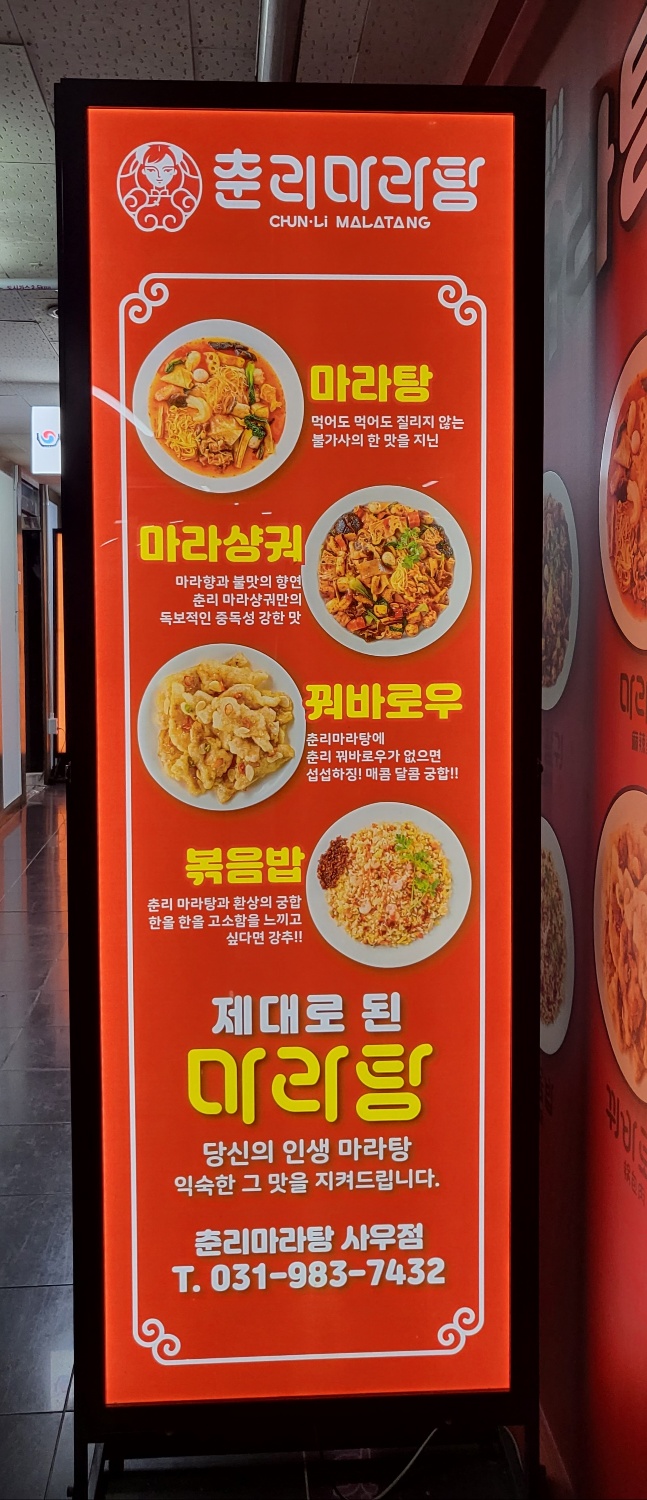 춘리마라탕
CHUN·Li MALATANG
마라탕
먹어도 먹어도 질리지 않는
불가사의 한 맛을 지닌
마라샹궈
마라향과 불맛의 향연
춘리 마라샹궈만의
독보적인 중독성 강한 맛
꿔바로우
춘리마라탕에
춘리 꿔바로우가 없으면
섭섭하징! 매콤 달콤 궁합!!
볶음밥
춘리 마라탕과 환상의 궁합
한을 한을 고소함을 느끼고
싶다면 강추!!
제대로 된
마라탕
당신의 인생 마라탕
익숙한 그 맛을 지켜드립니다.
춘리마라탕 사우점
T. 031-983-7432